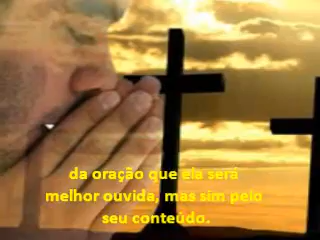 da oração que ela será
melhor ouvida, mas sim pelo
seu conteúdo.